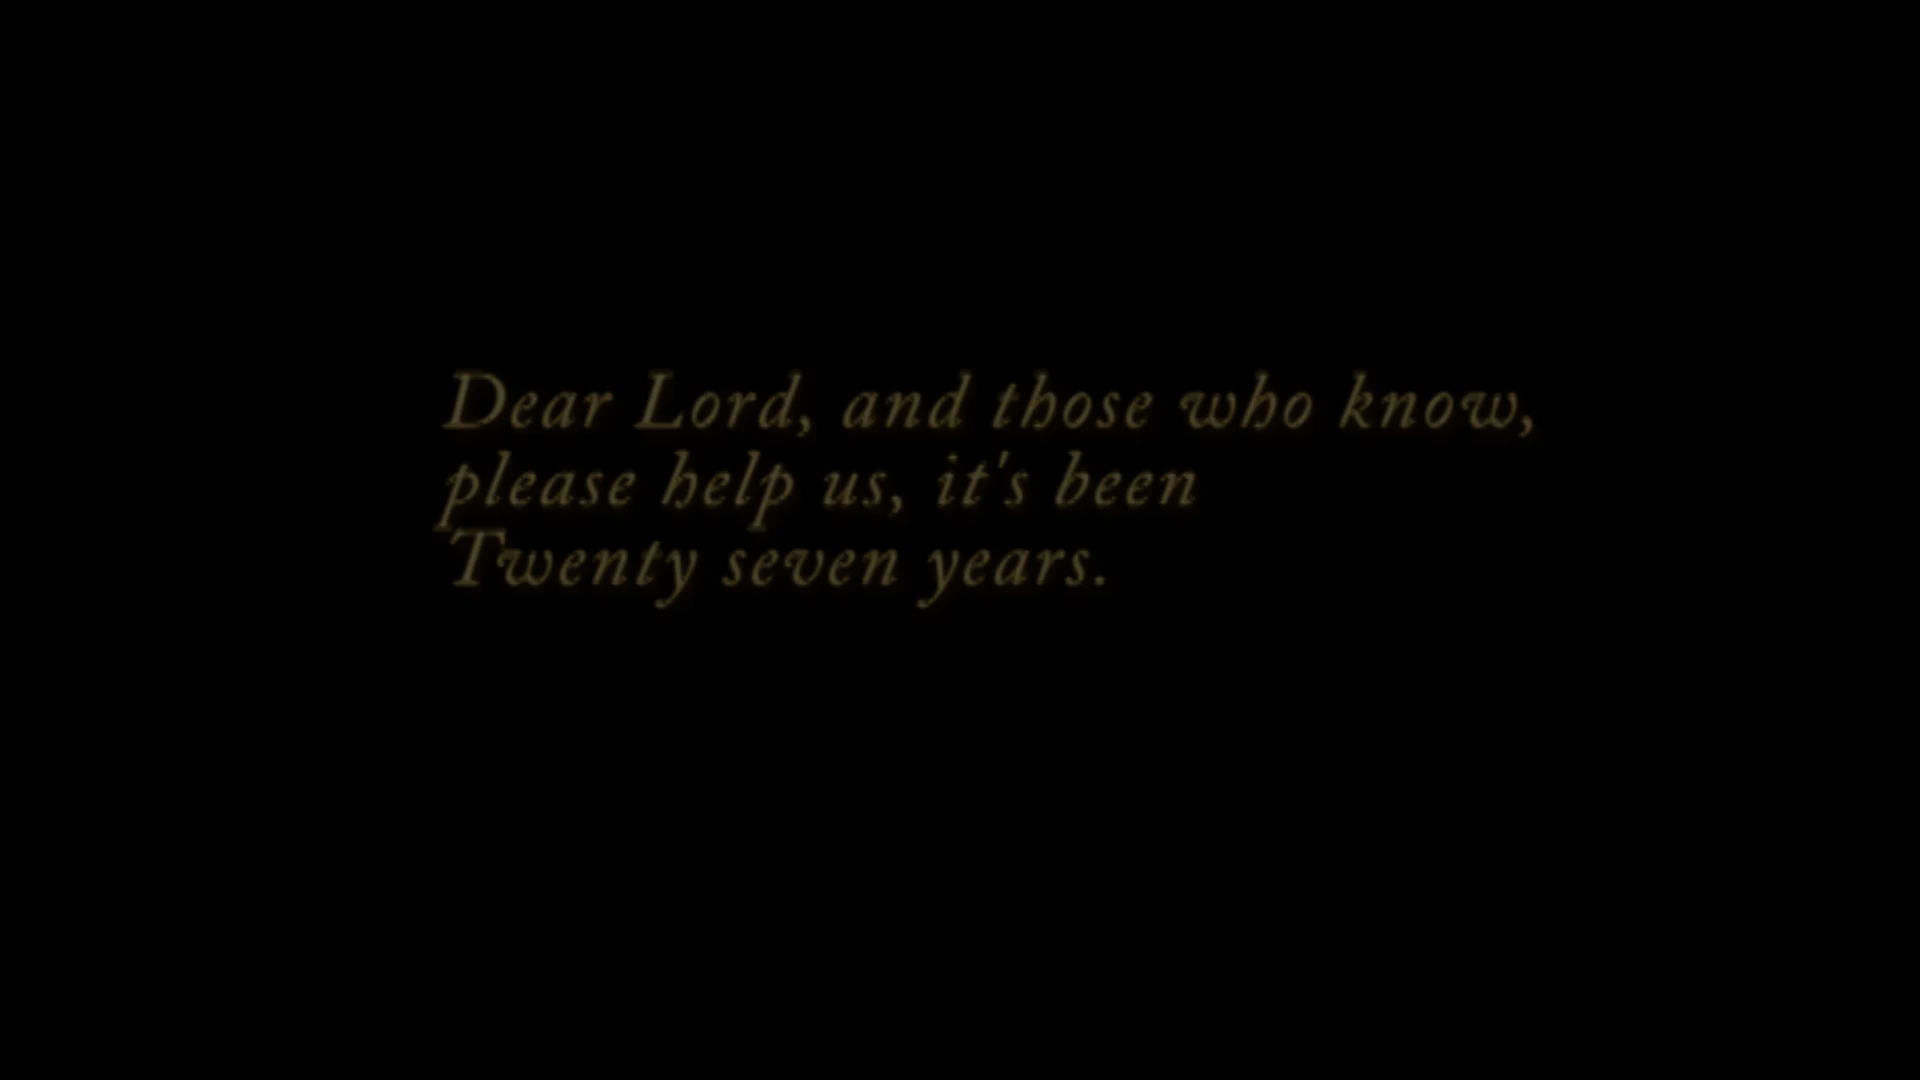 Dear Lord, and those who know,
please help us, it's been
Twenty seven years.